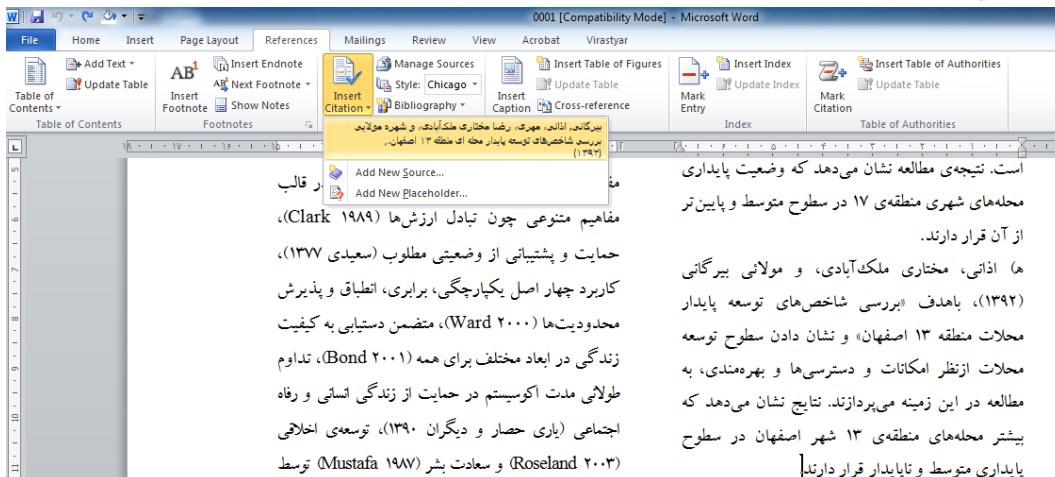 0001 [Compatibility Mode] - Microsoft Word
File Home Insert Page Layout References Mailings Review View Acrobat Virastyar
Table of Contents
Add Text
Update Table
Table of Contents
AB¹
Insert Footnote
Insert Endnote
Next Footnote
Show Notes
Footnotes
Insert Citation
Manage Sources
Style: Chicago
Bibliography
Insert Caption
Insert Table of Figures
Update Table
Cross-reference
Mark Entry
Insert Index
Update Index
Index
Mark Citation
Insert Table of Authorities
Update Table
Table of Authorities
بیرگانی, اذانی، مهری، رضا مختاری ملک‌آبادی، و شهره مولایی
بررسی شاخص‌های توسعه پایدار محله ای منطقه ۱۳ اصفهان.,
(۱۳۹۲)
Add New Source...
Add New Placeholder...
است. نتیجه‌ی مطالعه نشان می‌دهد که وضعیت پایداری
محله‌های شهری منطقه‌ی ۱۷ در سطوح متوسط و پایین‌تر
از آن قرار دارند.
ه) اذانی، مختاری ملک‌آبادی، و مولائی بیرگانی
(۱۳۹۲)، باهدف «بررسی شاخص‌های توسعه پایدار
محلات منطقه ۱۳ اصفهان» و نشان دادن سطوح توسعه
محلات ازنظر امکانات و دسترسی‌ها و بهره‌مندی، به
مطالعه در این زمینه می‌پردازند. نتایج نشان می‌دهد که
بیشتر محله‌های منطقه‌ی ۱۳ شهر اصفهان در سطوح
پایداری متوسط و ناپایدار قرار دارند.
ر قالب
مفاهیم متنوعی چون تبادل ارزش‌ها (Clark ۱۹۸۹)،
حمایت و پشتیبانی از وضعیتی مطلوب (سعیدی ۱۳۷۷)،
کاربرد چهار اصل یکپارچگی، برابری، انطباق و پذیرش
محدودیت‌ها (Ward ۲۰۰۰)، متضمن دستیابی به کیفیت
زندگی در ابعاد مختلف برای همه (Bond ۲۰۰۱)، تداوم
طولانی مدت اکوسیستم در حمایت از زندگی انسانی و رفاه
اجتماعی (یاری حصار و دیگران ۱۳۹۰)، توسعه‌ی اخلاقی
(Roseland ۲۰۰۳) و سعادت بشر (Mustafa ۱۹۸۷) توسط